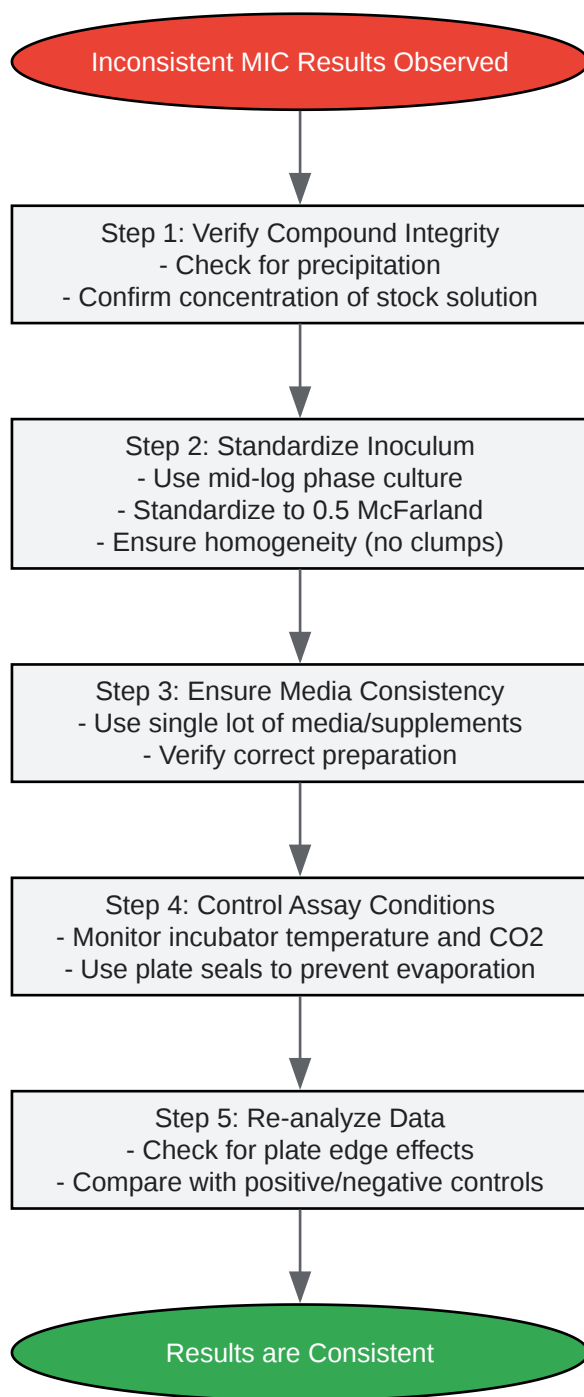 Inconsistent MIC Results Observed
Step 1: Verify Compound Integrity
- Check for precipitation
- Confirm concentration of stock solution
Step 2: Standardize Inoculum
- Use mid-log phase culture
- Standardize to 0.5 McFarland
- Ensure homogeneity (no clumps)
Step 3: Ensure Media Consistency
- Use single lot of media/supplements
- Verify correct preparation
Step 4: Control Assay Conditions
- Monitor incubator temperature and CO2
- Use plate seals to prevent evaporation
Step 5: Re-analyze Data
- Check for plate edge effects
- Compare with positive/negative controls
Results are Consistent